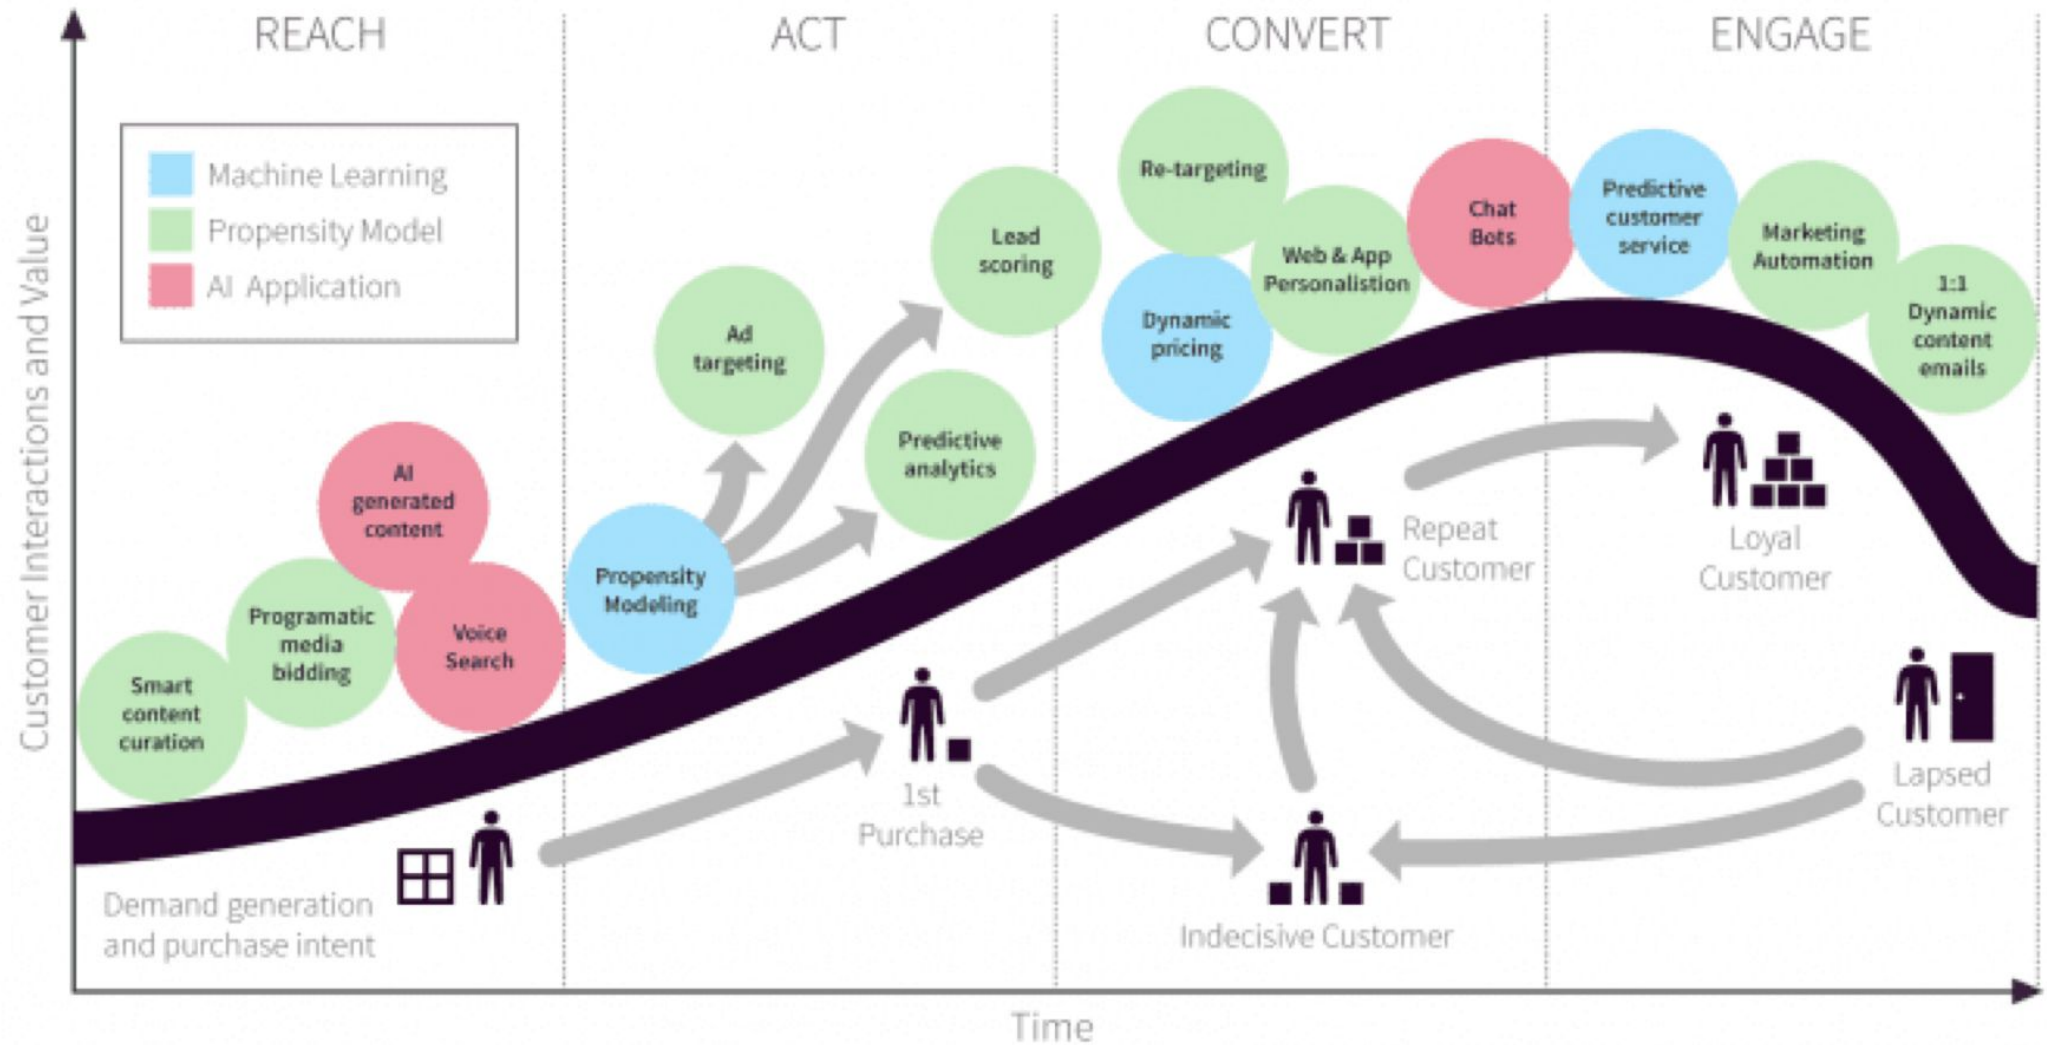 REACH
ACT
CONVERT
ENGAGE
Customer Interactions and Value
Machine Learning
Propensity Model
AI Application
Smart
content
curation
Programatic
media
bidding
AI
generated
content
Voice
Search
Propensity
Modeling
Ad
targeting
Lead
scoring
Predictive
analytics
Re-targeting
Dynamic
pricing
Web & App
Personalistion
Chat
Bots
Predictive
customer
service
Marketing
Automation
1:1
Dynamic
content
emails
Demand generation
and purchase intent
1st
Purchase
Repeat
Customer
Indecisive Customer
Loyal
Customer
Lapsed
Customer
Time